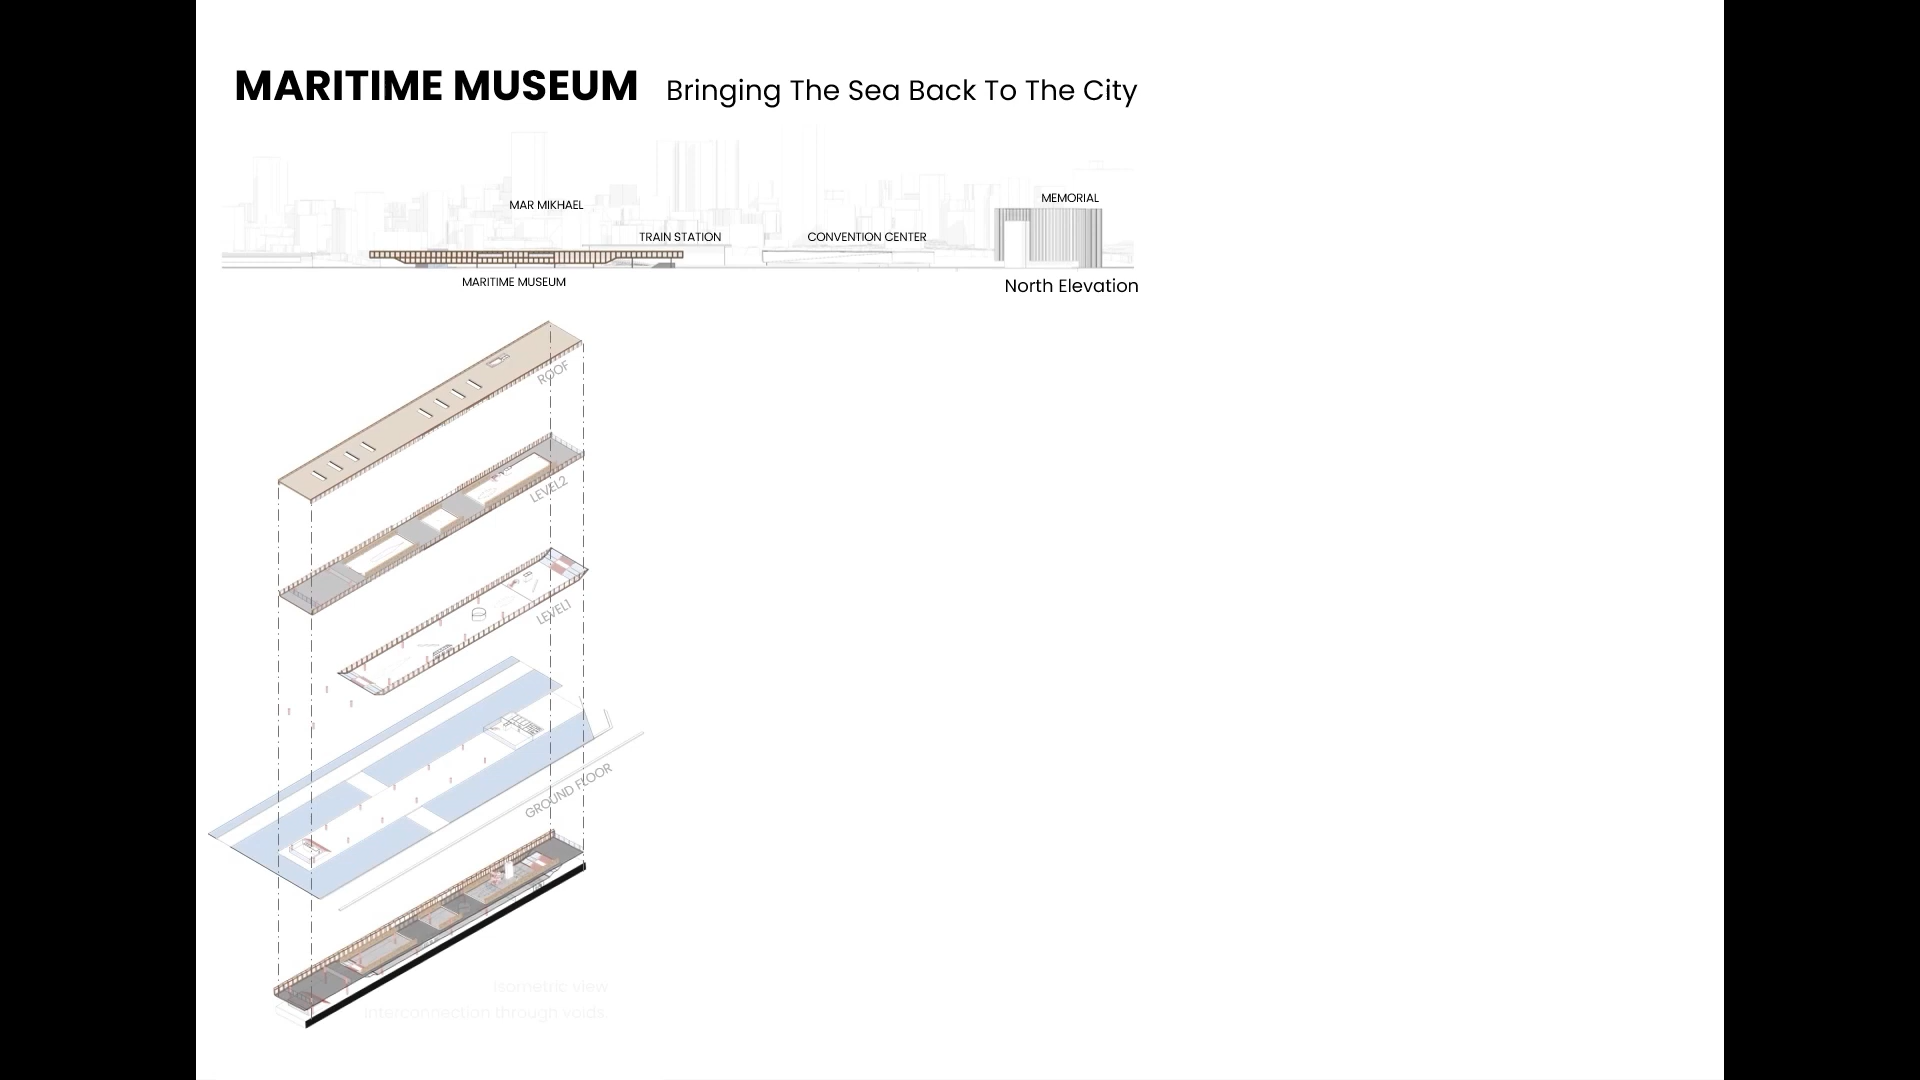 MARITIME MUSEUM Bringing The Sea Back To The City
MEMORIAL
MAR MIKHAEL
TRAIN STATION
CONVENTION CENTER
MARITIME MUSEUM
North Elevation
ROOF
LEVEL2
LEVEL1
GROUND FLOOR
Isometric view
Interconnection through voids.